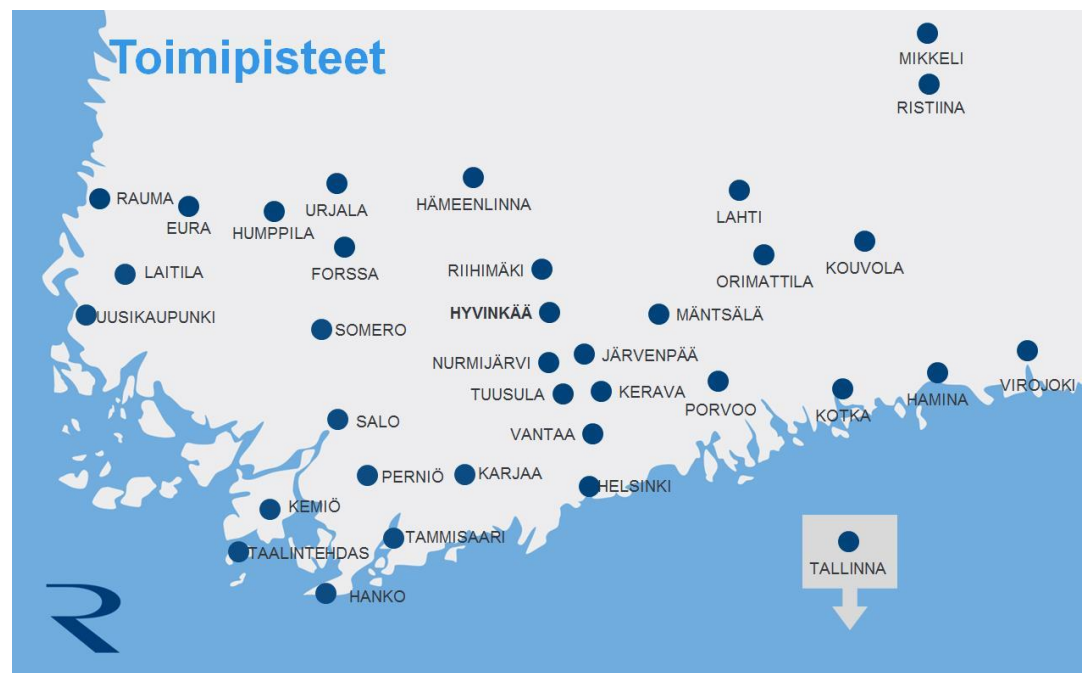 Toimipisteet
MIKKELI
RISTIINA
RAUMA
EURA
HUMPPILA
URJALA
HÄMEENLINNA
LAHTI
LAITILA
FORSSA
RIIHIMÄKI
ORIMATTILA
KOUVOLA
UUSIKAUPUNKI
SOMERO
HYVINKÄÄ
MÄNTSÄLÄ
NURMIJÄRVI
JÄRVENPÄÄ
VIROJOKI
TUUSULA
KERAVA
PORVOO
KOTKA
HAMINA
SALO
VANTAA
PERNIÖ
KARJAA
HELSINKI
KEMIÖ
TAMMISAARI
TAALINTEHDAS
TALLINNA
HANKO
R